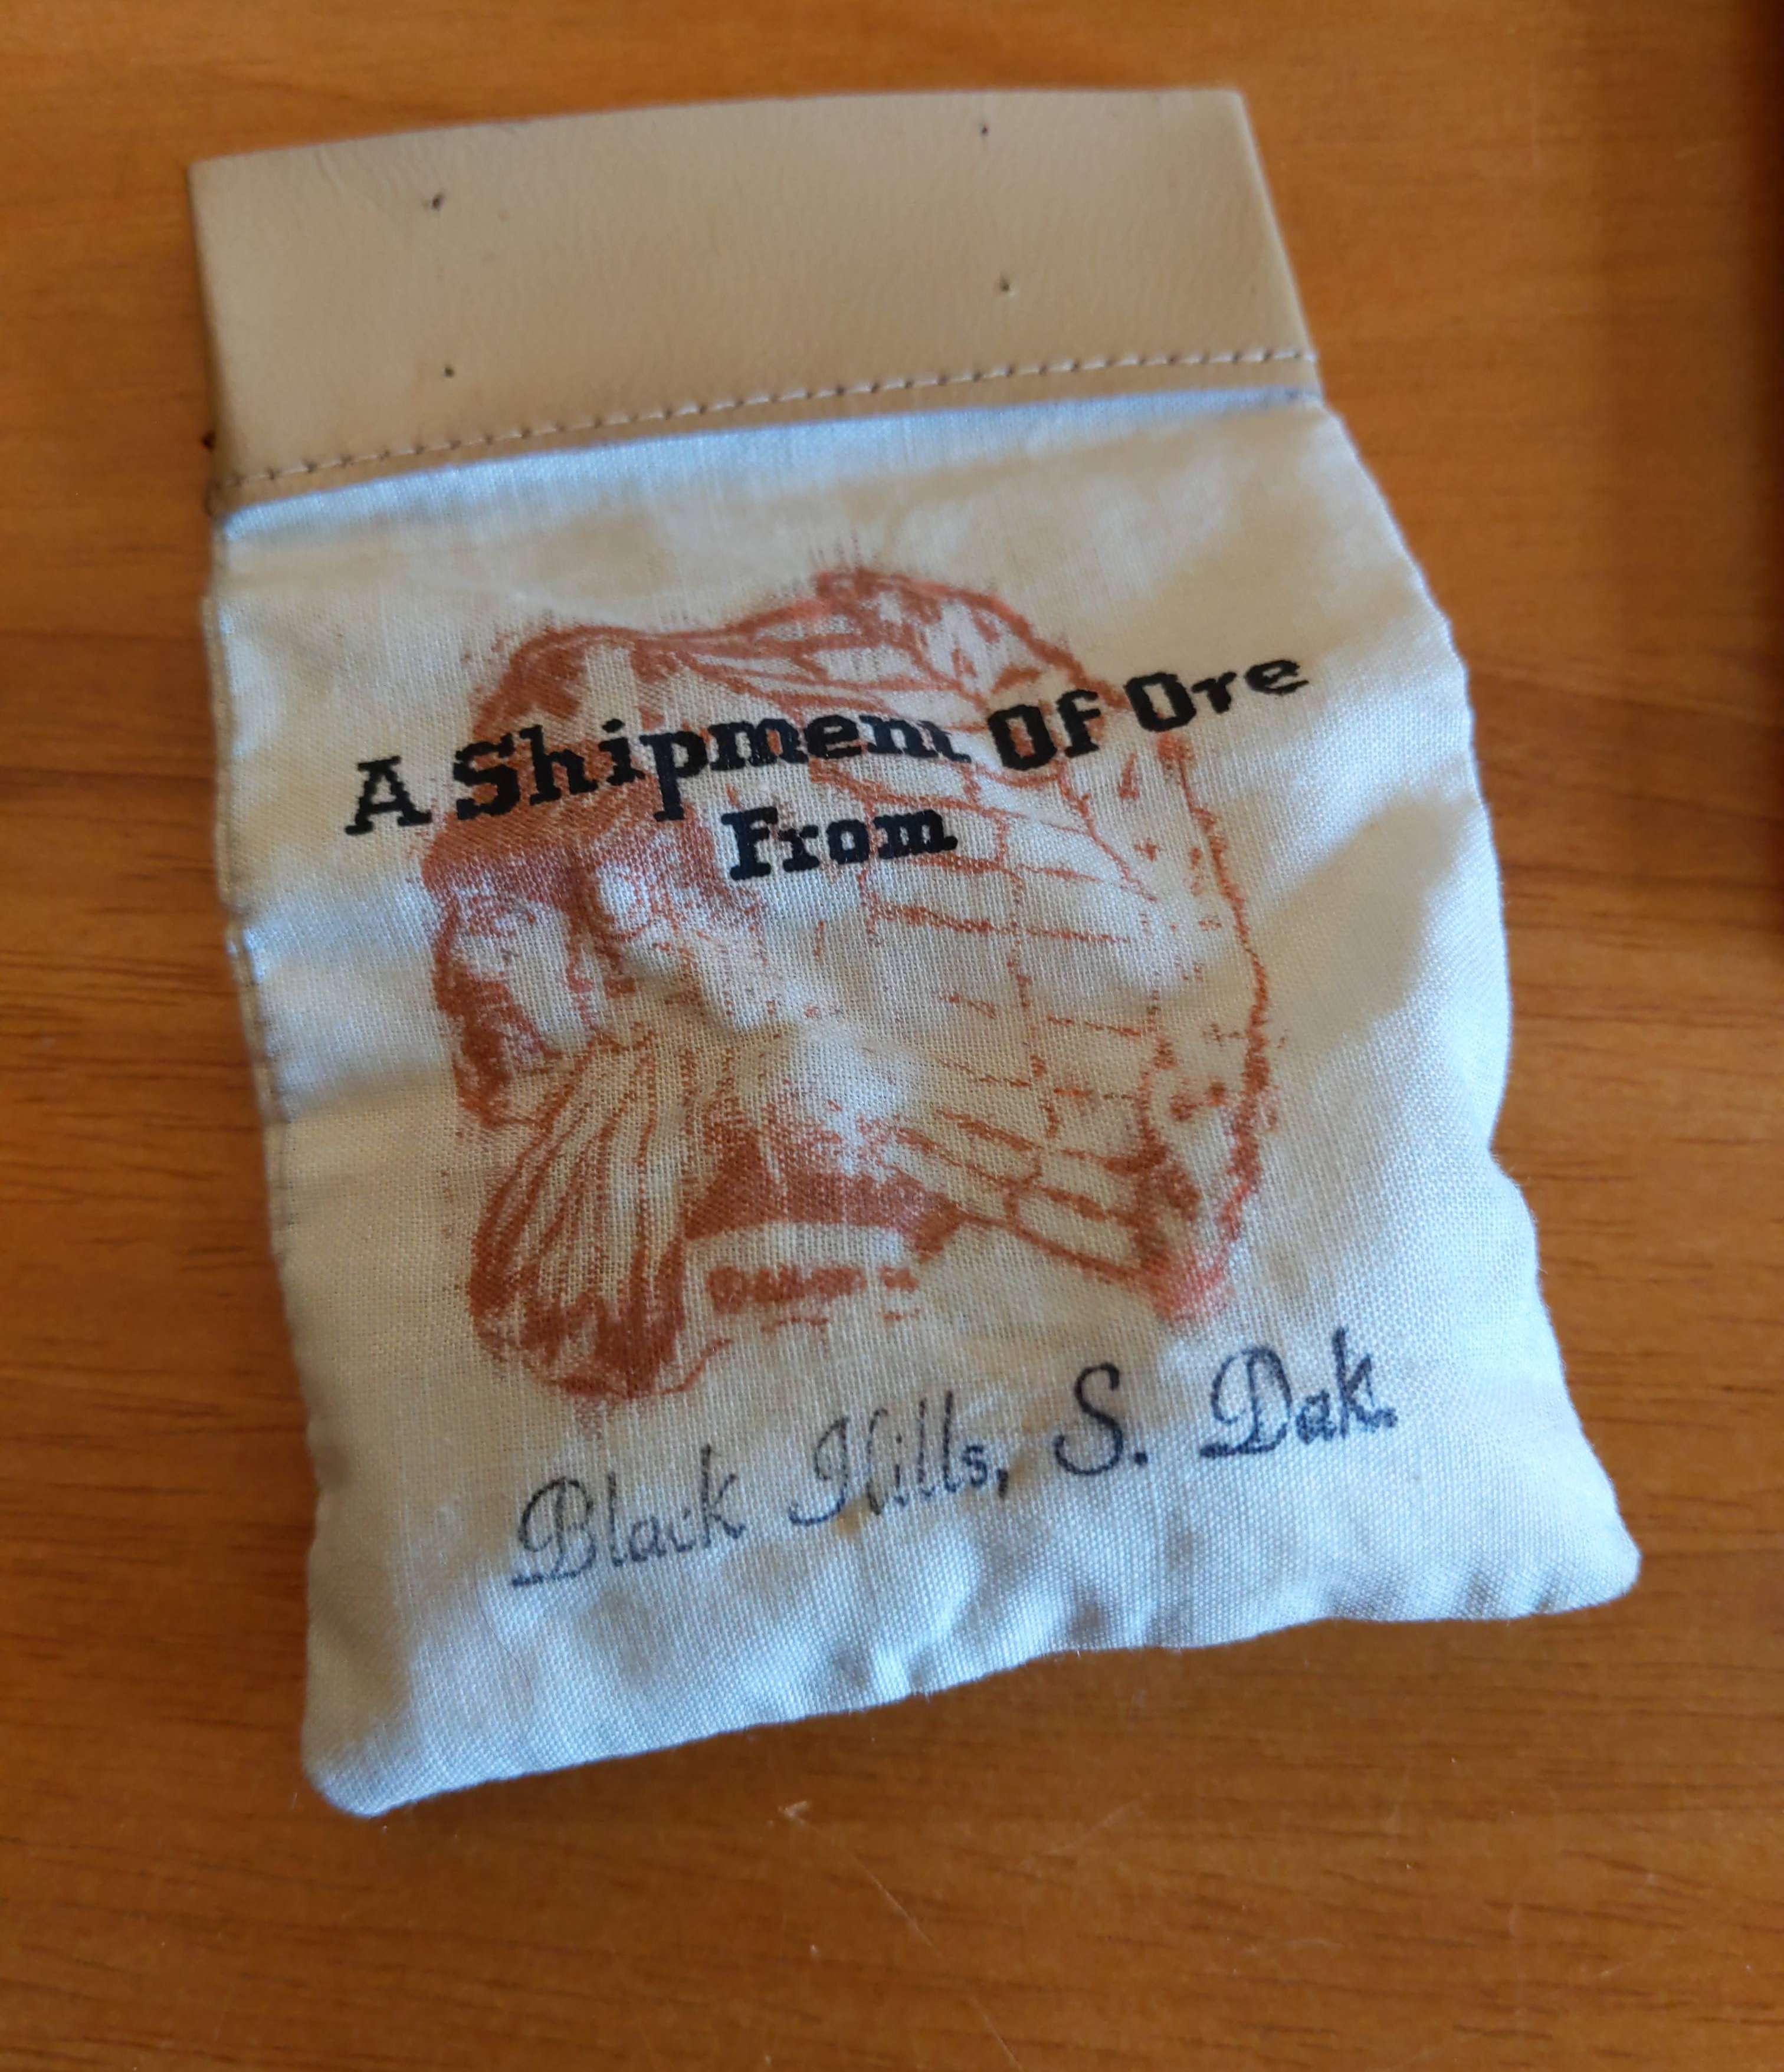 A Shipment Of Ore
From
Black Hills, S. Dak.